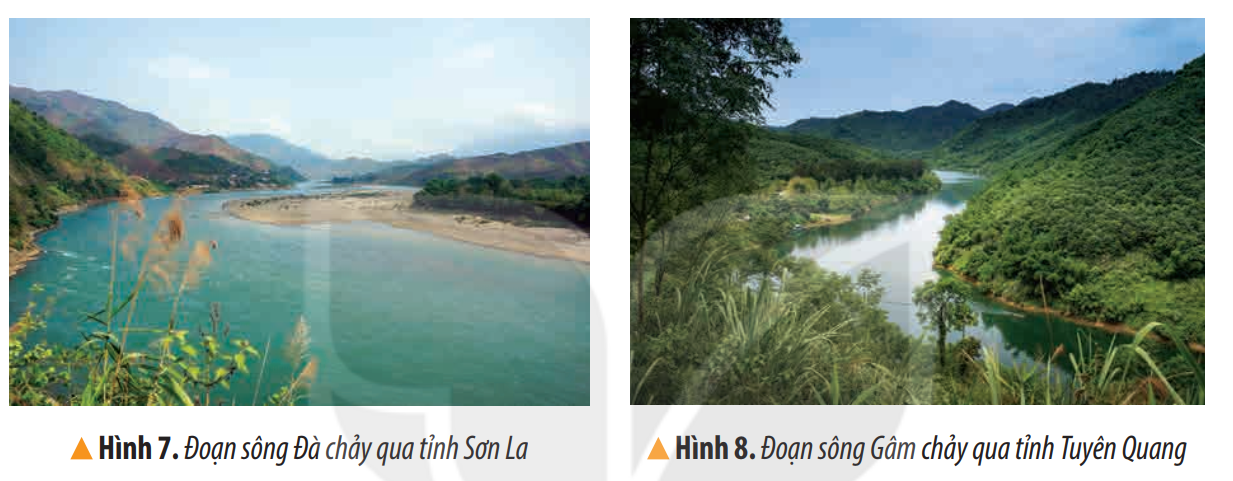 ▲ Hình 7. Đoạn sông Đà chảy qua tỉnh Sơn La
▲ Hình 8. Đoạn sông Gâm chảy qua tỉnh Tuyên Quang